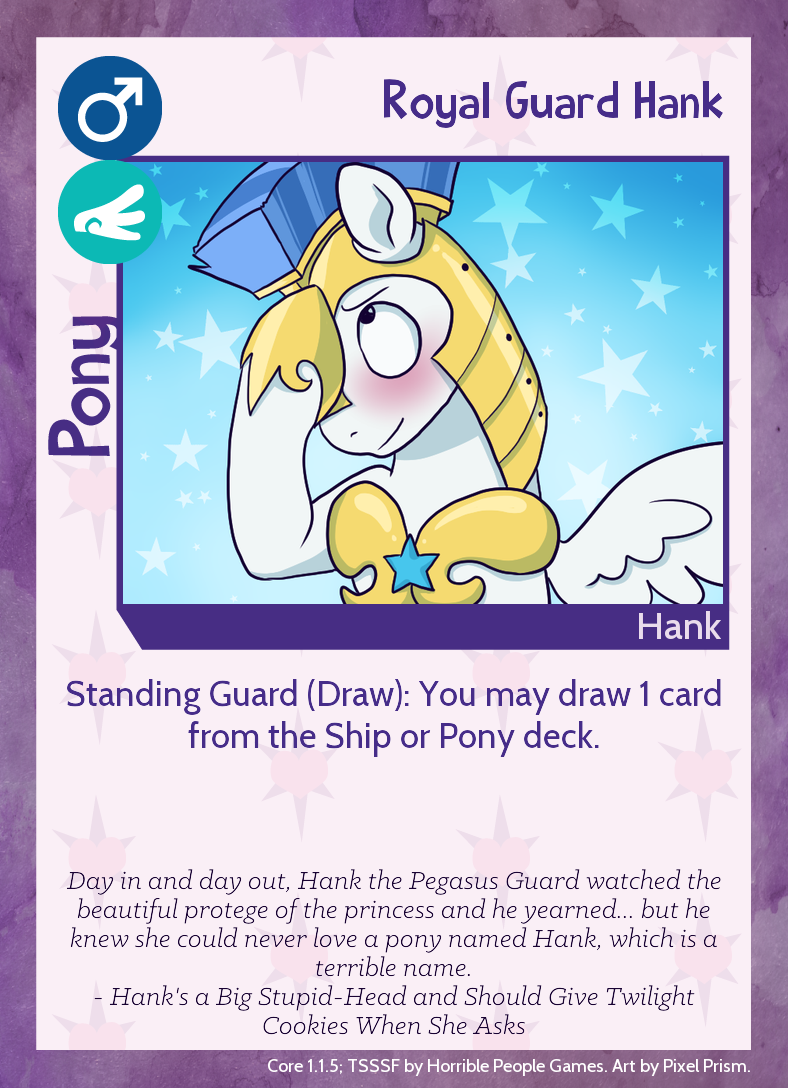 Royal Guard Hank
Pony
Hank
Standing Guard (Draw): You may draw 1 card
from the Ship or Pony deck.
Day in and day out, Hank the Pegasus Guard watched the
beautiful protege of the princess and he yearned... but he
knew she could never love a pony named Hank, which is a
terrible name.
- Hank's a Big Stupid-Head and Should Give Twilight
Cookies When She Asks
Core 1.1.5; TSSSF by Horrible People Games. Art by Pixel Prism.